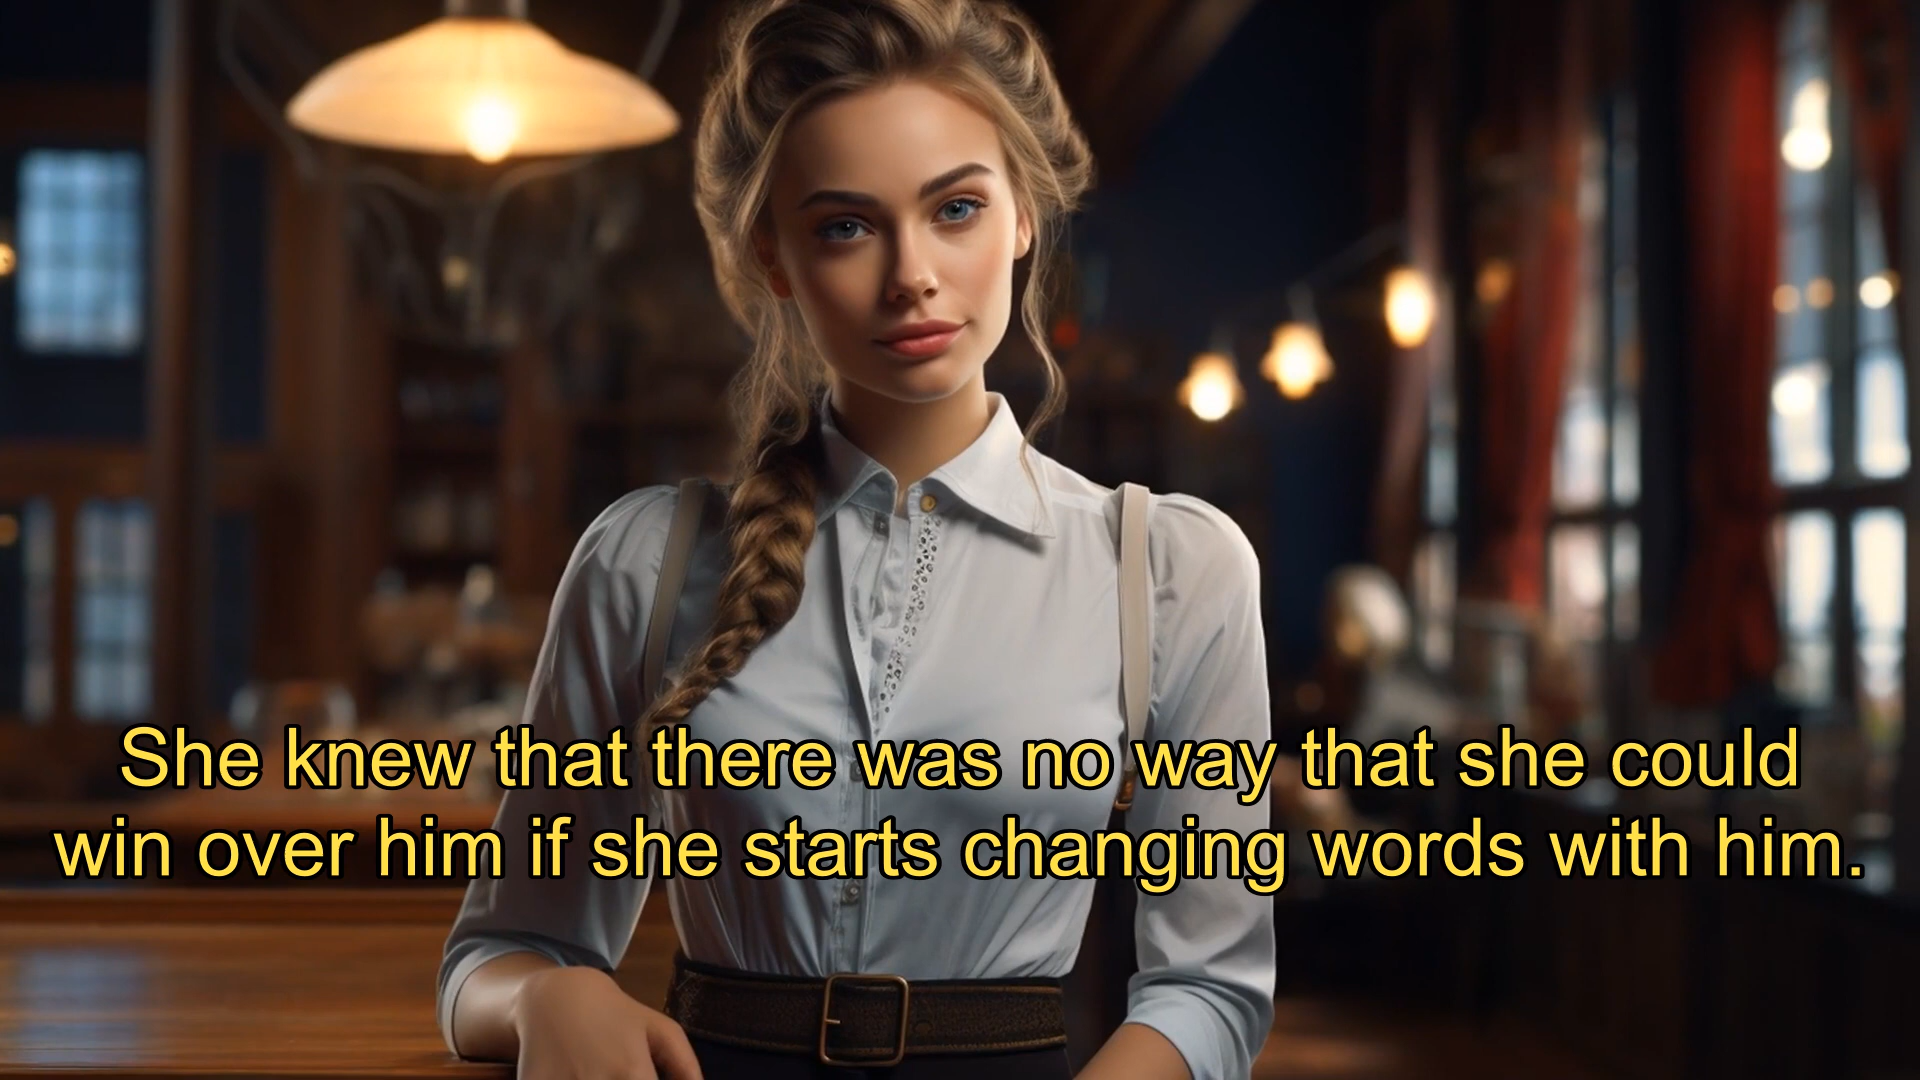 She knew that there was no way that she could
win over him if she starts changing words with him.